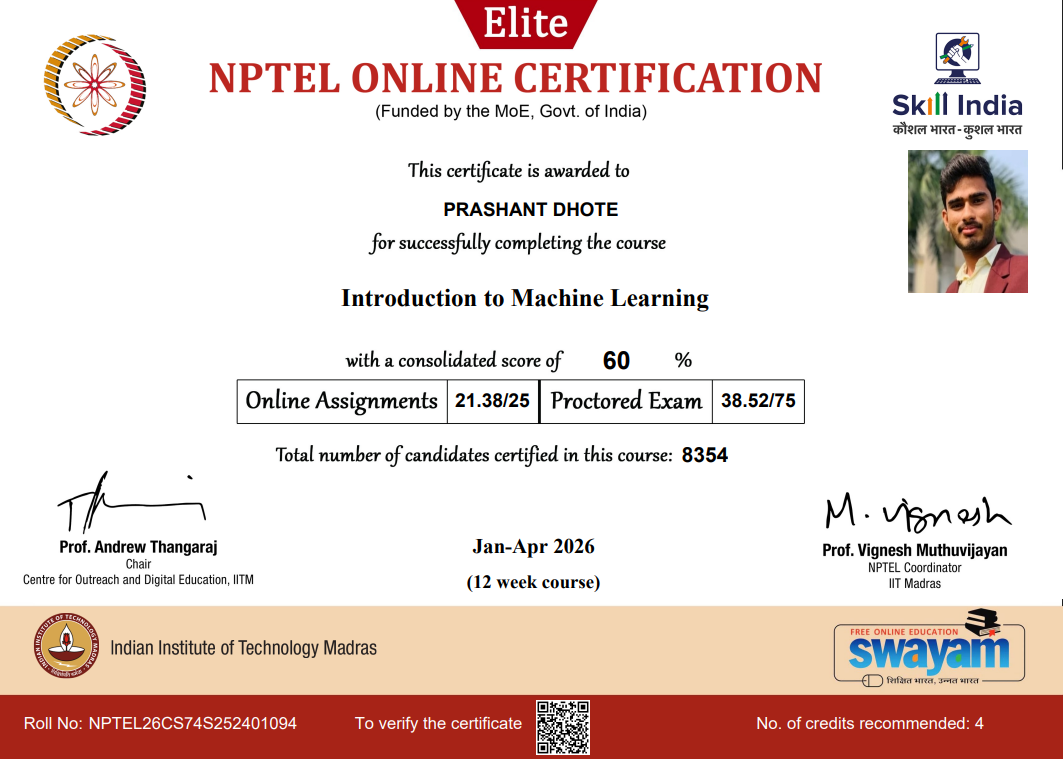 Elite
NPTEL ONLINE CERTIFICATION
(Funded by the MoE, Govt. of India)
Skill India
कौशल भारत - कुशल भारत
This certificate is awarded to
PRASHANT DHOTE
for successfully completing the course
Introduction to Machine Learning
with a consolidated score of 60 %
Online Assignments 21.38/25 Proctored Exam 38.52/75
Total number of candidates certified in this course: 8354
M. Vignesh
Prof. Andrew Thangaraj
Chair
Centre for Outreach and Digital Education, IITM
Jan-Apr 2026
(12 week course)
Prof. Vignesh Muthuvijayan
NPTEL Coordinator
IIT Madras
INDIAN INSTITUTE OF TECHNOLOGY MADRAS
Indian Institute of Technology Madras
FREE ONLINE EDUCATION
swayam
शिक्षित भारत, उन्नत भारत
Roll No: NPTEL26CS74S252401094
To verify the certificate
No. of credits recommended: 4